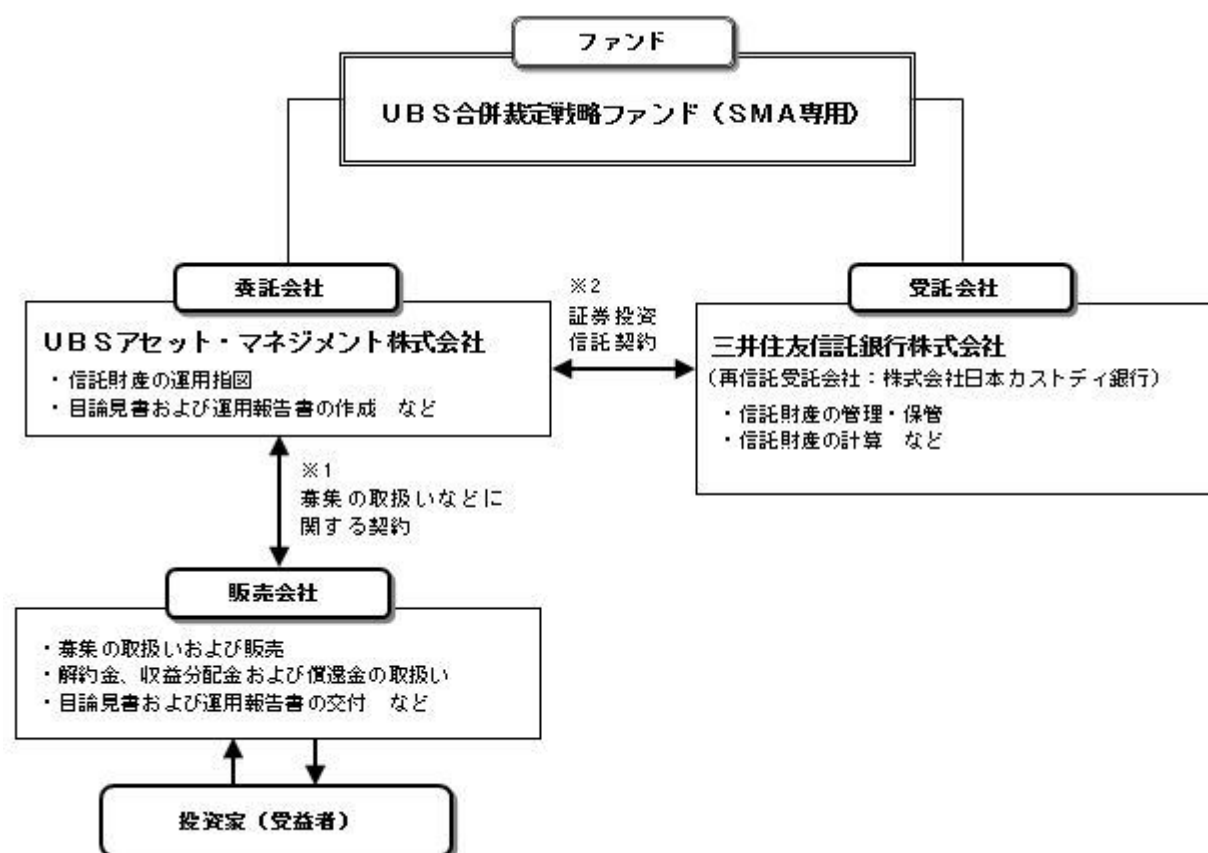 ファンド
UBS合併裁定戦略ファンド(SMA専用)
委託会社
UBSアセット・マネジメント株式会社
・信託財産の運用指図
・目論見書および運用報告書の作成 など
※2
証券投資
信託契約
受託会社
三井住友信託銀行株式会社
(再信託受託会社:株式会社日本カストディ銀行)
・信託財産の管理・保管
・信託財産の計算 など
※1
募集の取扱いなどに
関する契約
販売会社
・募集の取扱いおよび販売
・解約金、収益分配金および償還金の取扱い
・目論見書および運用報告書の交付 など
投資家(受益者)